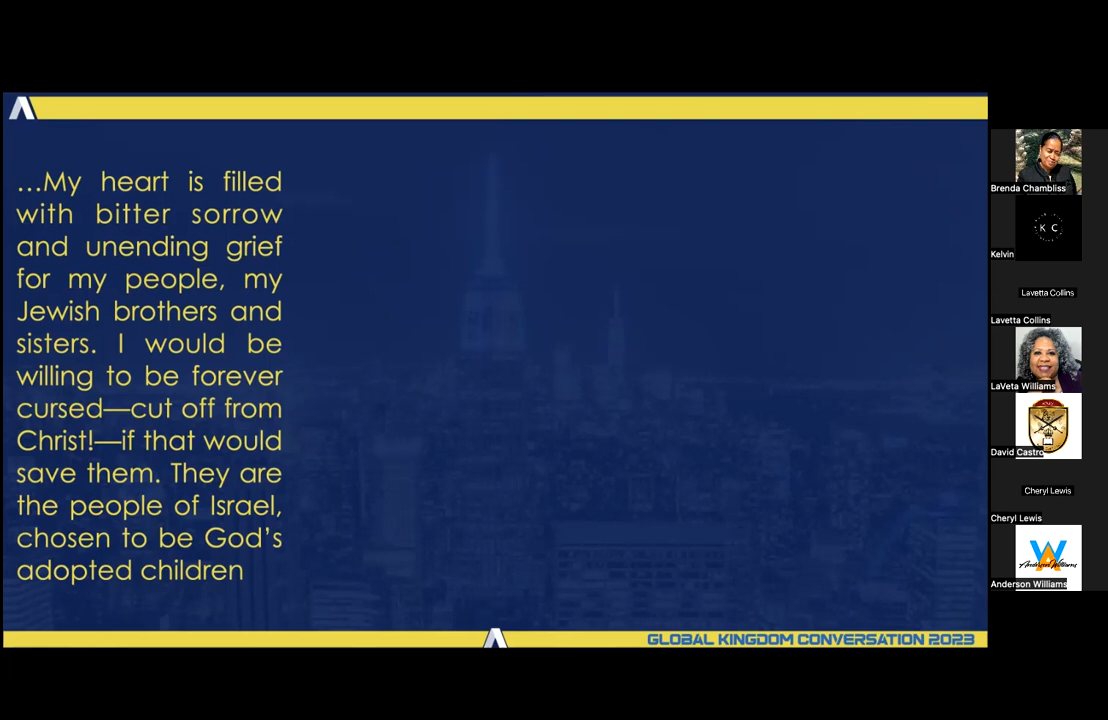 …My heart is filled
with bitter sorrow
and unending grief
for my people, my
Jewish brothers and
sisters. I would be
willing to be forever
cursed—cut off from
Christ!—if that would
save them. They are
the people of Israel,
chosen to be God’s
adopted children
GLOBAL KINGDOM CONVERSATION 2023
Brenda Chambliss
K C
Kelvin
Lavetta Collins
Lavetta Collins
LaVeta Williams
David Castro
Cheryl Lewis
Cheryl Lewis
WA
Anderson Williams
Anderson Williams